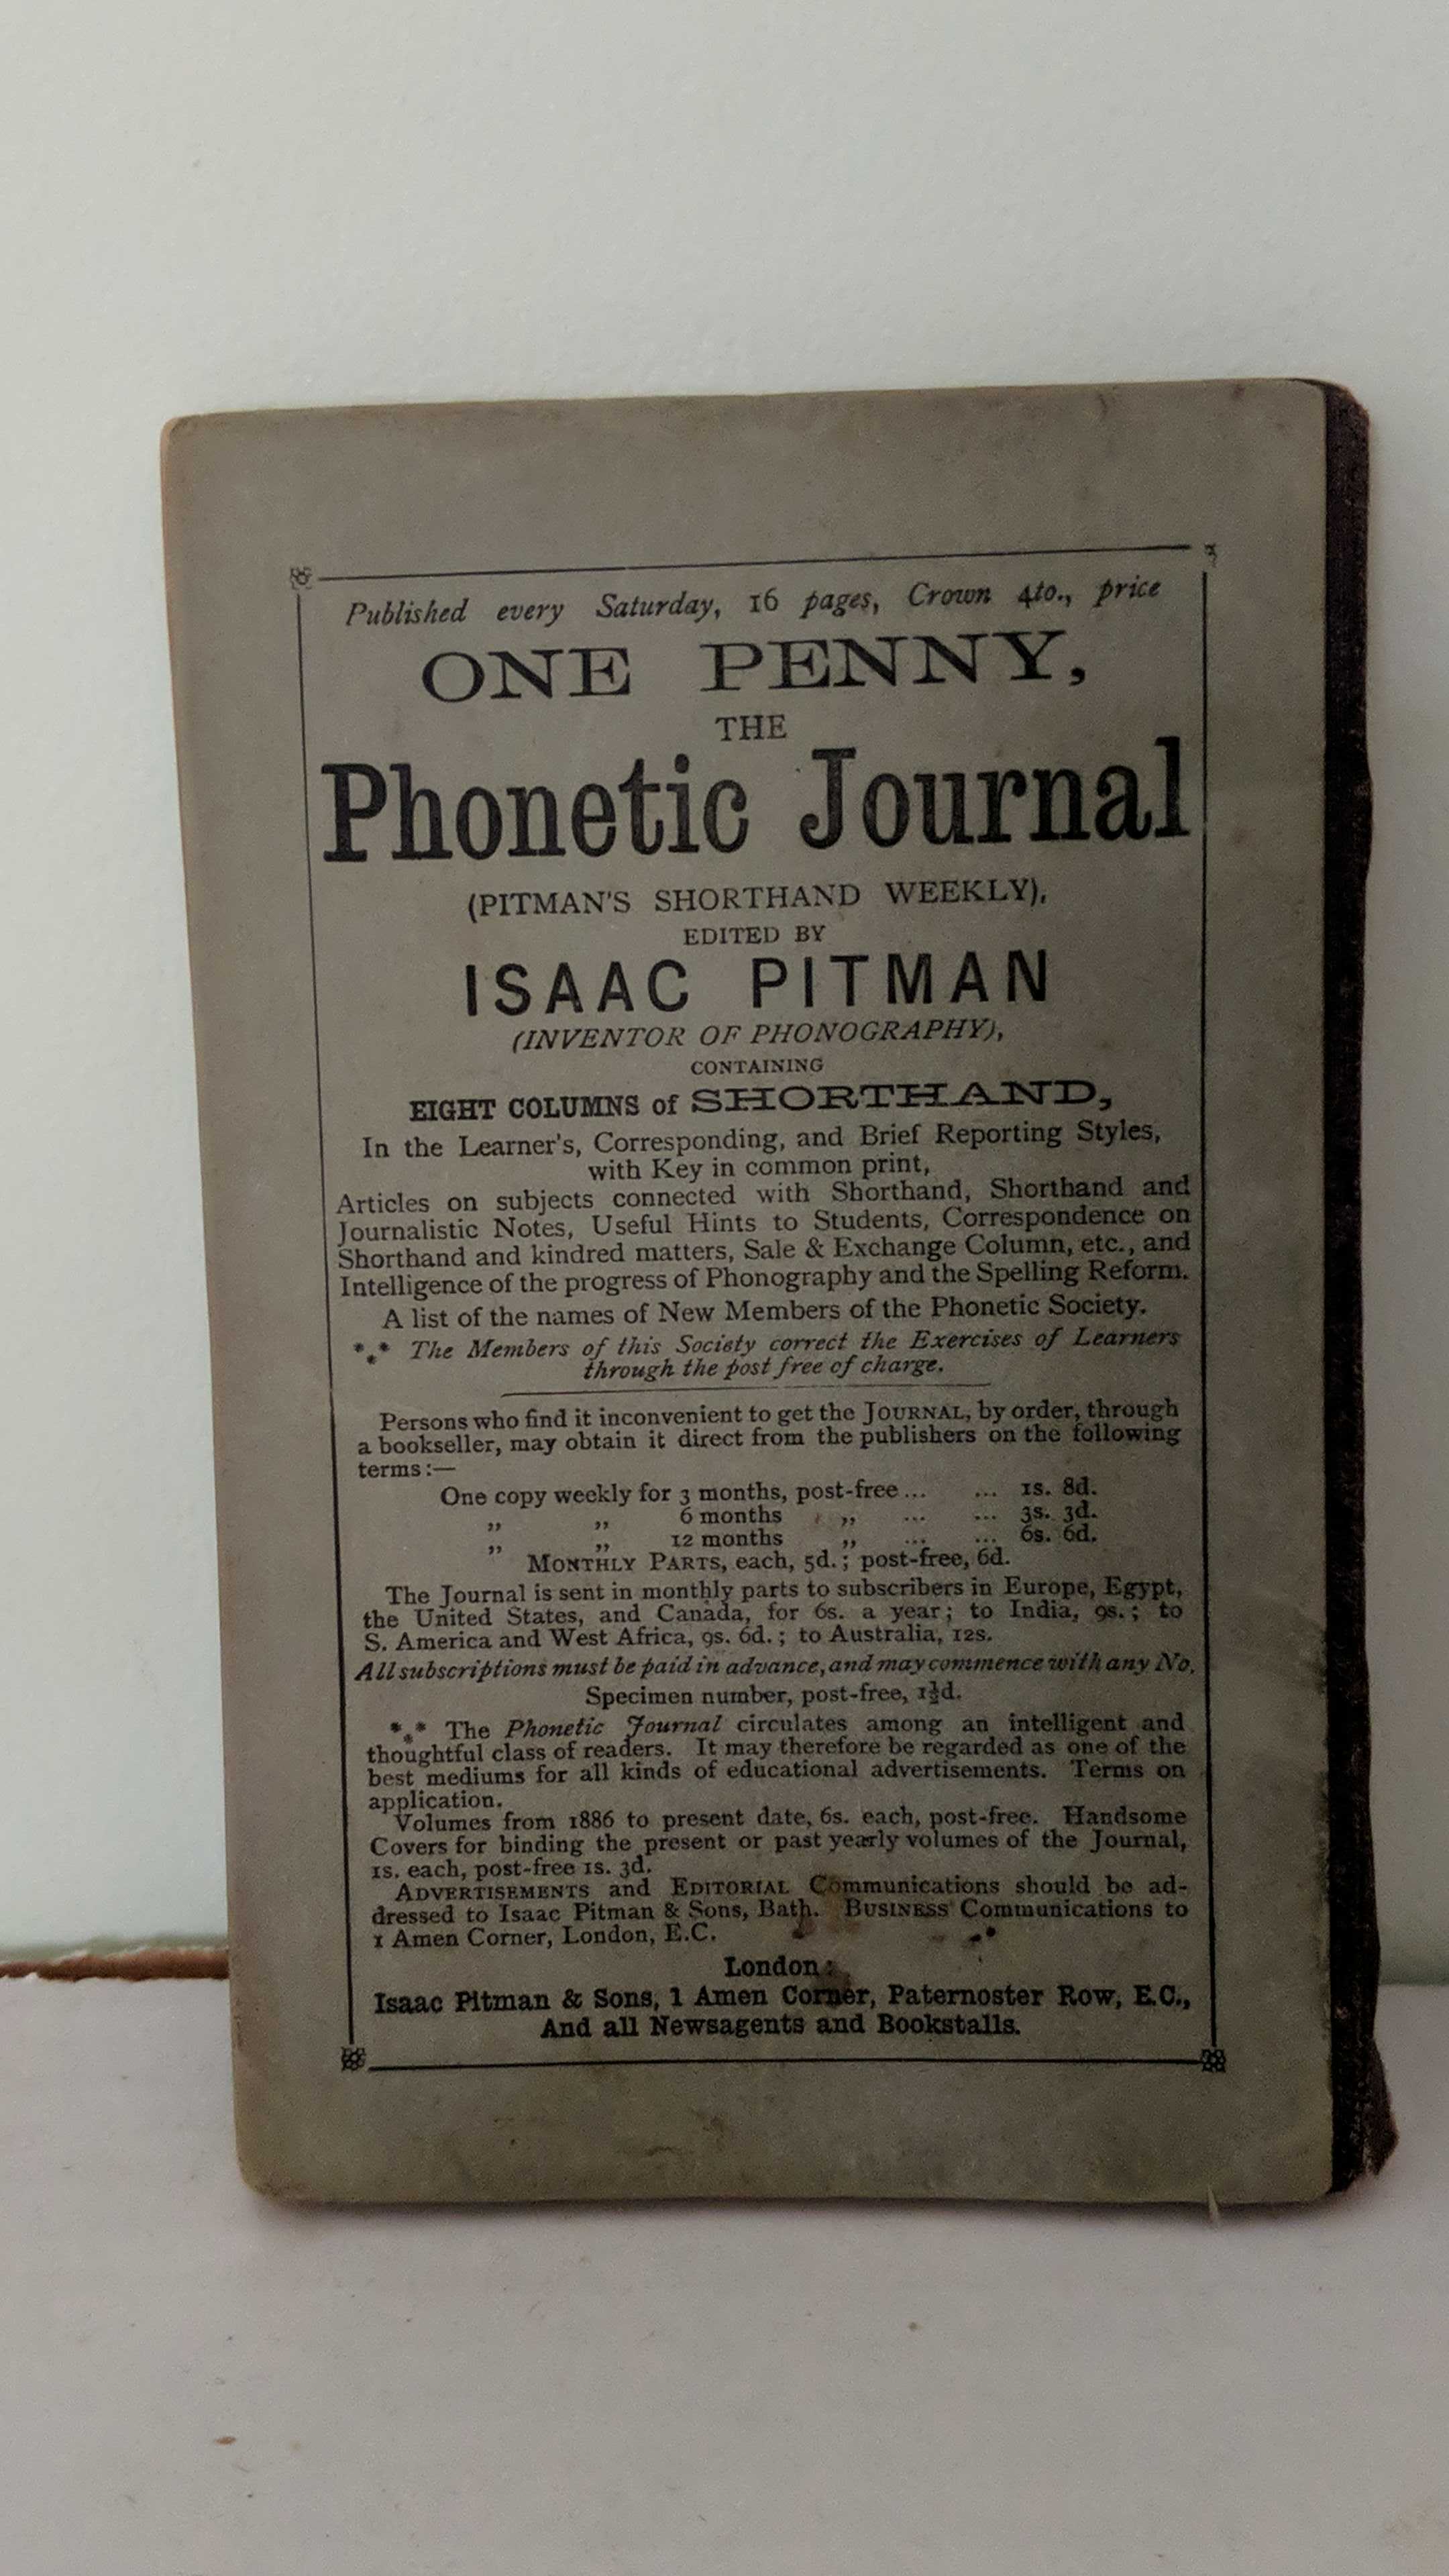 Published every Saturday, 16 pages, Crown 4to., price
ONE PENNY,
THE
Phonetic Journal
(PITMAN'S SHORTHAND WEEKLY),
EDITED BY
ISAAC PITMAN
(INVENTOR OF PHONOGRAPHY),
CONTAINING
EIGHT COLUMNS of SHORTHAND,
In the Learner's, Corresponding, and Brief Reporting Styles,
with Key in common print,
Articles on subjects connected with Shorthand, Shorthand and
Journalistic Notes, Useful Hints to Students, Correspondence on
Shorthand and kindred matters, Sale & Exchange Column, etc., and
Intelligence of the progress of Phonography and the Spelling Reform.
A list of the names of New Members of the Phonetic Society.
*** The Members of this Society correct the Exercises of Learners
through the post free of charge.
Persons who find it inconvenient to get the JOURNAL, by order, through
a bookseller, may obtain it direct from the publishers on the following
terms:—
One copy weekly for 3 months, post-free... ... 1s. 8d.
„ „ 6 months „ ... ... 3s. 3d.
„ „ 12 months „ ... ... 6s. 6d.
MONTHLY PARTS, each, 5d.; post-free, 6d.
The Journal is sent in monthly parts to subscribers in Europe, Egypt,
the United States, and Canada, for 6s. a year; to India, 9s.; to
S. America and West Africa, 9s. 6d.; to Australia, 12s.
All subscriptions must be paid in advance, and may commence with any No.
Specimen number, post-free, 1½d.
*** The Phonetic Journal circulates among an intelligent and
thoughtful class of readers. It may therefore be regarded as one of the
best mediums for all kinds of educational advertisements. Terms on
application.
Volumes from 1886 to present date, 6s. each, post-free. Handsome
Covers for binding the present or past yearly volumes of the Journal,
1s. each, post-free 1s. 3d.
ADVERTISEMENTS and EDITORIAL Communications should be ad-
dressed to Isaac Pitman & Sons, Bath. BUSINESS Communications to
1 Amen Corner, London, E.C.
London:
Isaac Pitman & Sons, 1 Amen Corner, Paternoster Row, E.C.,
And all Newsagents and Bookstalls.